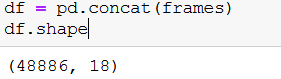 df = pd.concat(frames)
df.shape
(48886, 18)